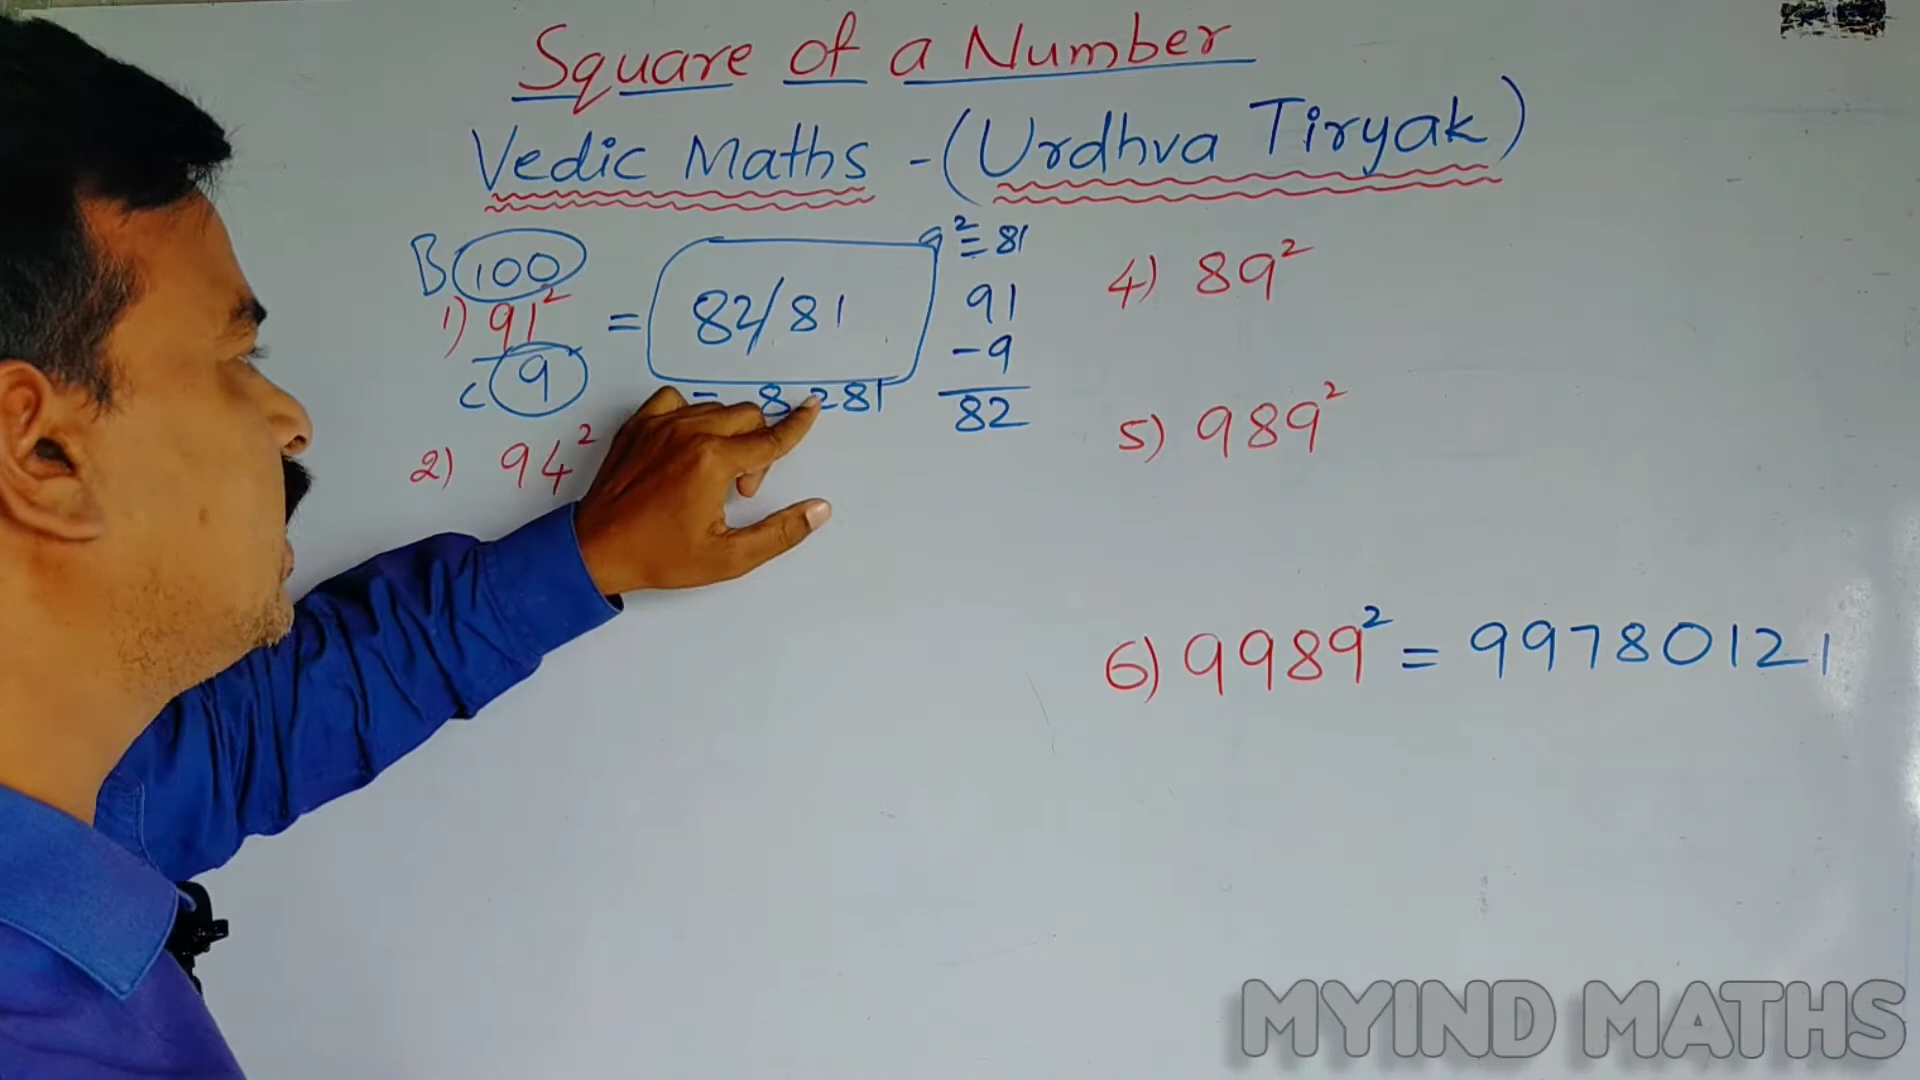 Square of a Number
Vedic Maths - (Urdhva Tiryak)
B 100
1) 91² = 82/81
C 9
= 8281
9² = 81
91
-9
82
2) 94²
4) 89²
5) 989²
6) 9989² = 99780121
MYIND MATHS